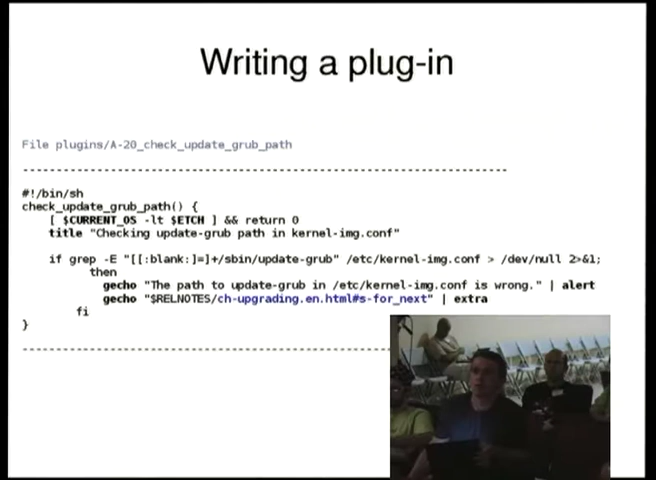 Writing a plug-in
File plugins/A-20_check_update_grub_path
--------------------------------------------------------------------------------
#!/bin/sh
check_update_grub_path() {
[ $CURRENT_OS -lt $ETCH ] && return 0
title "Checking update-grub path in kernel-img.conf"
if grep -E "[[:blank:]=]+/sbin/update-grub" /etc/kernel-img.conf > /dev/null 2>&1;
then
gecho "The path to update-grub in /etc/kernel-img.conf is wrong." | alert
gecho "$RELNOTES/ch-upgrading.en.html#s-for_next" | extra
fi
}
------------------------------------------------------------